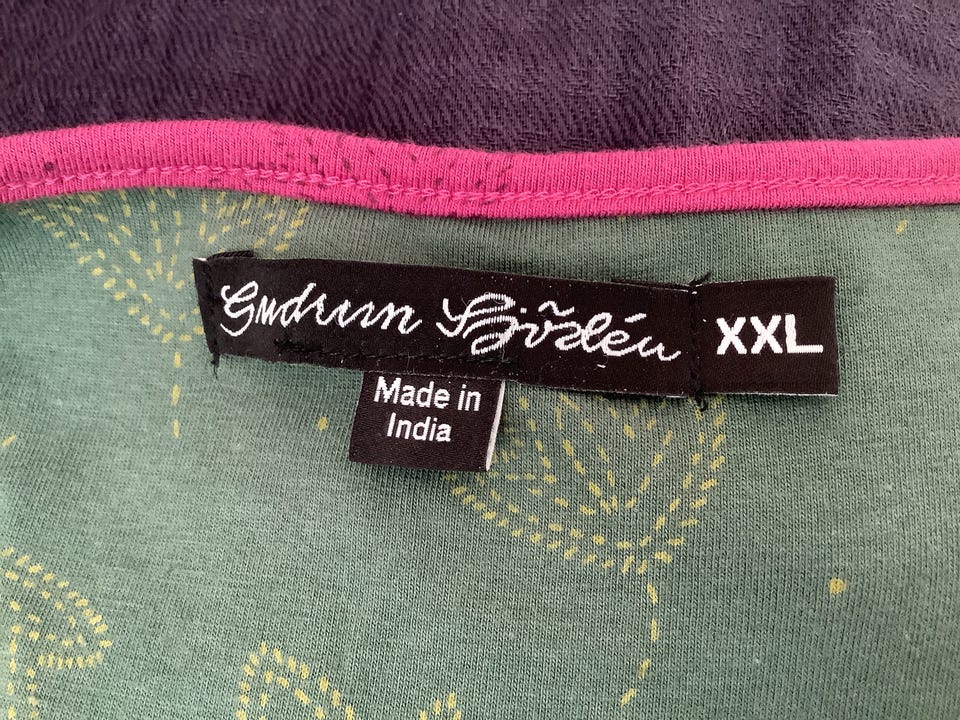 Gudrun Sjödén
XXL
Made in
India